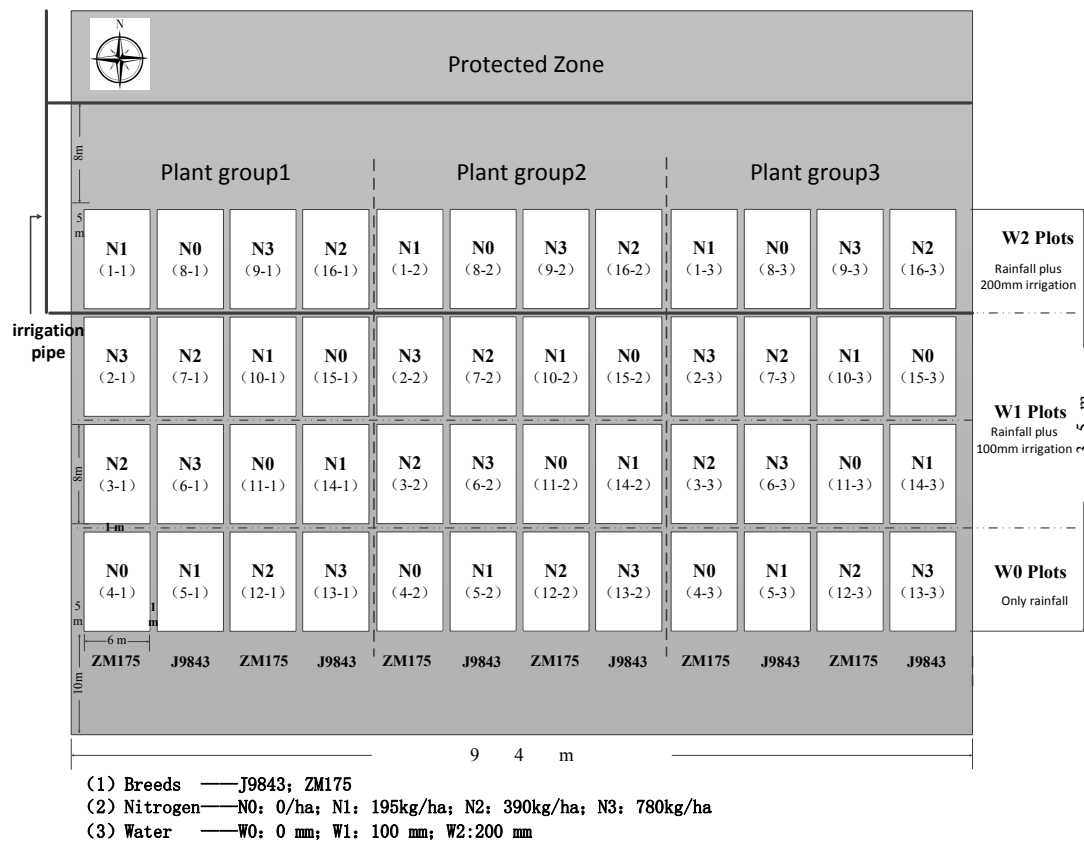 N
Protected Zone
8m
Plant group1 Plant group2 Plant group3
5 m
N1 N0 N3 N2 N1 N0 N3 N2 N1 N0 N3 N2
(1-1) (8-1) (9-1) (16-1) (1-2) (8-2) (9-2) (16-2) (1-3) (8-3) (9-3) (16-3)
W2 Plots
Rainfall plus
200mm irrigation
irrigation
pipe
N3 N2 N1 N0 N3 N2 N1 N0 N3 N2 N1 N0
(2-1) (7-1) (10-1) (15-1) (2-2) (7-2) (10-2) (15-2) (2-3) (7-3) (10-3) (15-3)
W1 Plots
Rainfall plus
100mm irrigation
8m
N2 N3 N0 N1 N2 N3 N0 N1 N2 N3 N0 N1
(3-1) (6-1) (11-1) (14-1) (3-2) (6-2) (11-2) (14-2) (3-3) (6-3) (11-3) (14-3)
1 m
N0 N1 N2 N3 N0 N1 N2 N3 N0 N1 N2 N3
(4-1) (5-1) (12-1) (13-1) (4-2) (5-2) (12-2) (13-2) (4-3) (5-3) (12-3) (13-3)
W0 Plots
Only rainfall
5 m
1 m
6 m
10m
ZM175 J9843 ZM175 J9843 ZM175 J9843 ZM175 J9843 ZM175 J9843 ZM175 J9843
9 4 m
(1) Breeds ——J9843; ZM175
(2) Nitrogen——N0: 0/ha; N1: 195kg/ha; N2: 390kg/ha; N3: 780kg/ha
(3) Water ——W0: 0 mm; W1: 100 mm; W2:200 mm